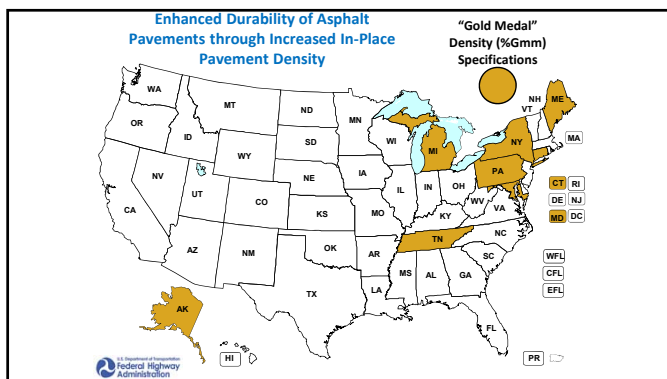 Enhanced Durability of Asphalt
Pavements through Increased In-Place
Pavement Density
“Gold Medal”
Density (%Gmm)
Specifications
WA
MT
ND
MN
NH
VT
ME
OR
ID
WY
SD
WI
MI
NY
MA
NV
UT
NE
IA
PA
CT
RI
CA
CO
KS
IL
IN
OH
WV
VA
DE
NJ
MO
KY
MD
DC
AZ
NM
OK
AR
TN
NC
TX
LA
MS
AL
GA
SC
WFL
CFL
EFL
FL
AK
HI
PR
U.S. Department of Transportation
Federal Highway
Administration